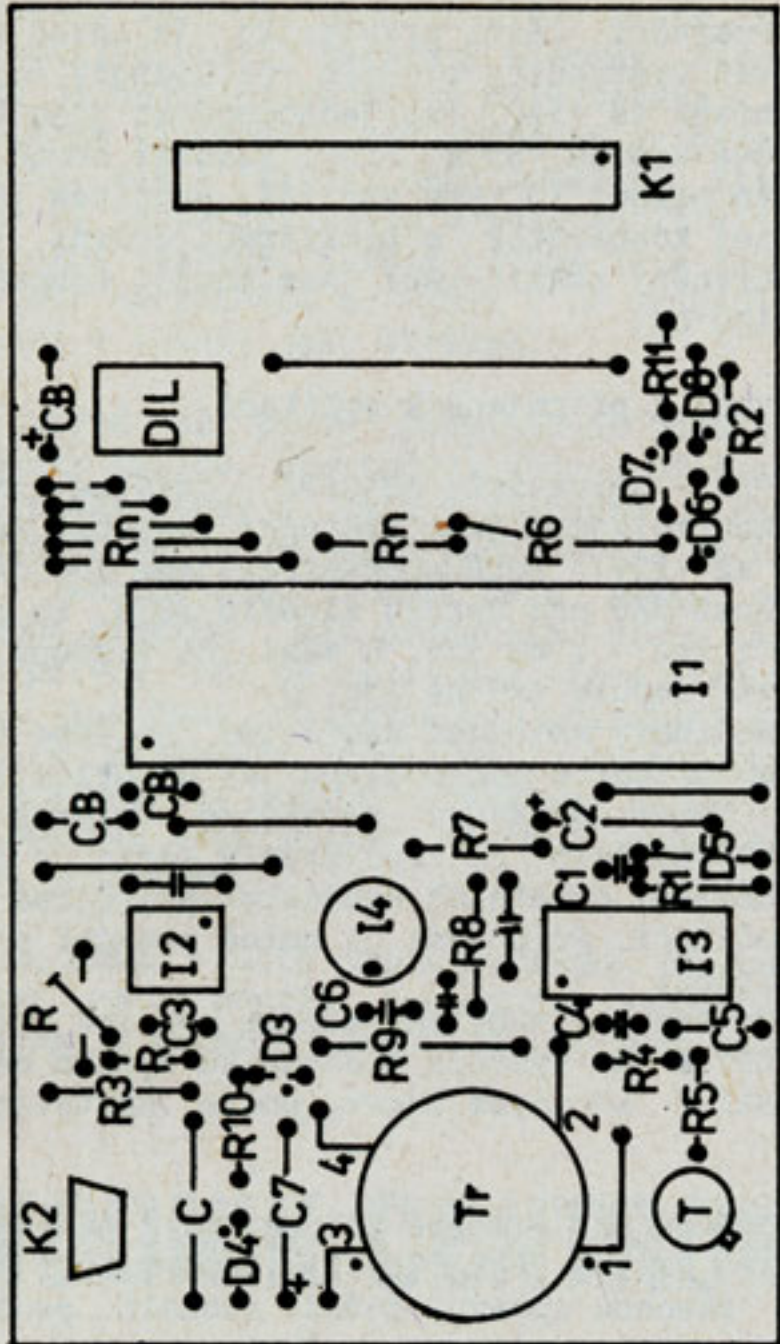 K1
CB
+
DIL
R11
D8
R2
D7
D6
Rn
Rn
R6
I1
CB
CB
+
C2
R7
C1
D5
R1
I2
I4
R8
I3
R
C3
R
R3
C6
R9
C4
R4
C5
D3
R10
R5
K2
C
D4
C7
+
4
3
Tr
2
1
T